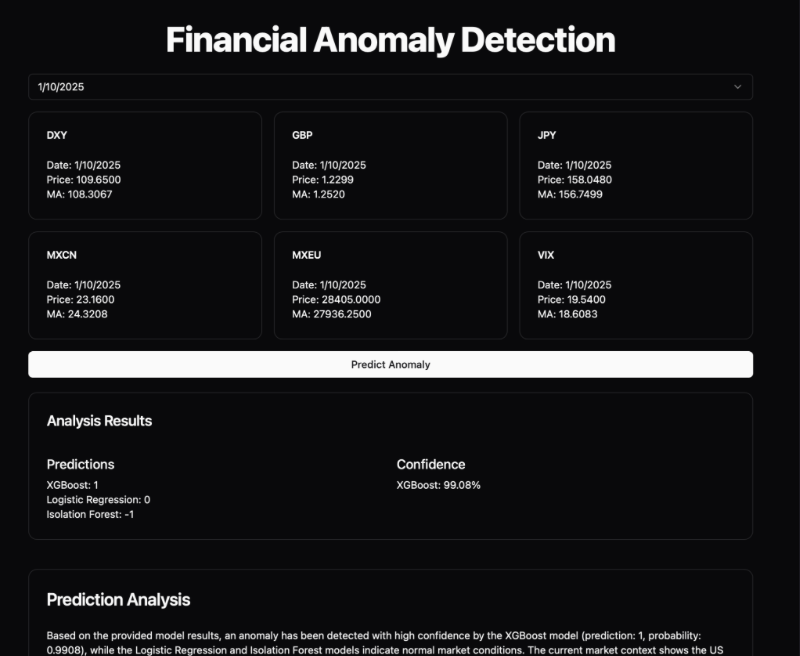 Financial Anomaly Detection
1/10/2025
DXY
Date: 1/10/2025
Price: 109.6500
MA: 108.3067
GBP
Date: 1/10/2025
Price: 1.2299
MA: 1.2520
JPY
Date: 1/10/2025
Price: 158.0480
MA: 156.7499
MXCN
Date: 1/10/2025
Price: 23.1600
MA: 24.3208
MXEU
Date: 1/10/2025
Price: 28405.0000
MA: 27936.2500
VIX
Date: 1/10/2025
Price: 19.5400
MA: 18.6083
Predict Anomaly
Analysis Results
Predictions
XGBoost: 1
Logistic Regression: 0
Isolation Forest: -1
Confidence
XGBoost: 99.08%
Prediction Analysis
Based on the provided model results, an anomaly has been detected with high confidence by the XGBoost model (prediction: 1, probability:
0.9908), while the Logistic Regression and Isolation Forest models indicate normal market conditions. The current market context shows the US